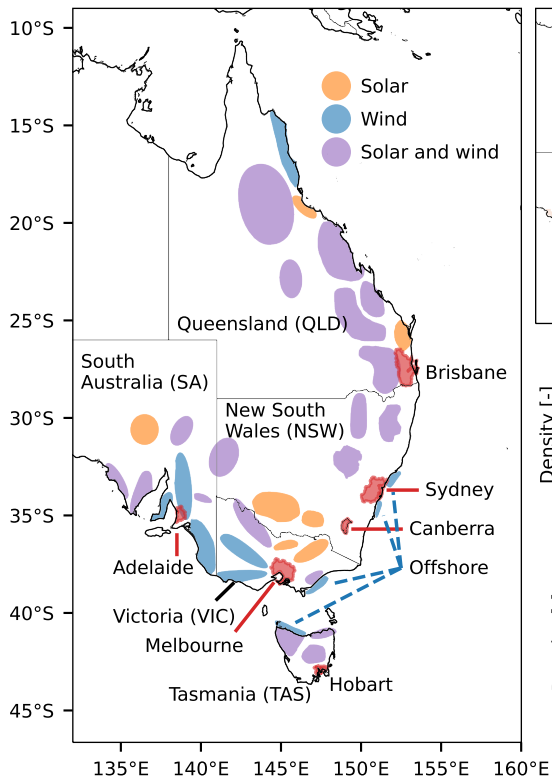 10°S
15°S
20°S
25°S
30°S
35°S
40°S
45°S
Solar
Wind
Solar and wind
Queensland (QLD)
South
Australia (SA)
Brisbane
New South
Wales (NSW)
Sydney
Canberra
Adelaide
Offshore
Victoria (VIC)
Melbourne
Hobart
Tasmania (TAS)
135°E
140°E
145°E
150°E
155°E
160°E
Density [-]